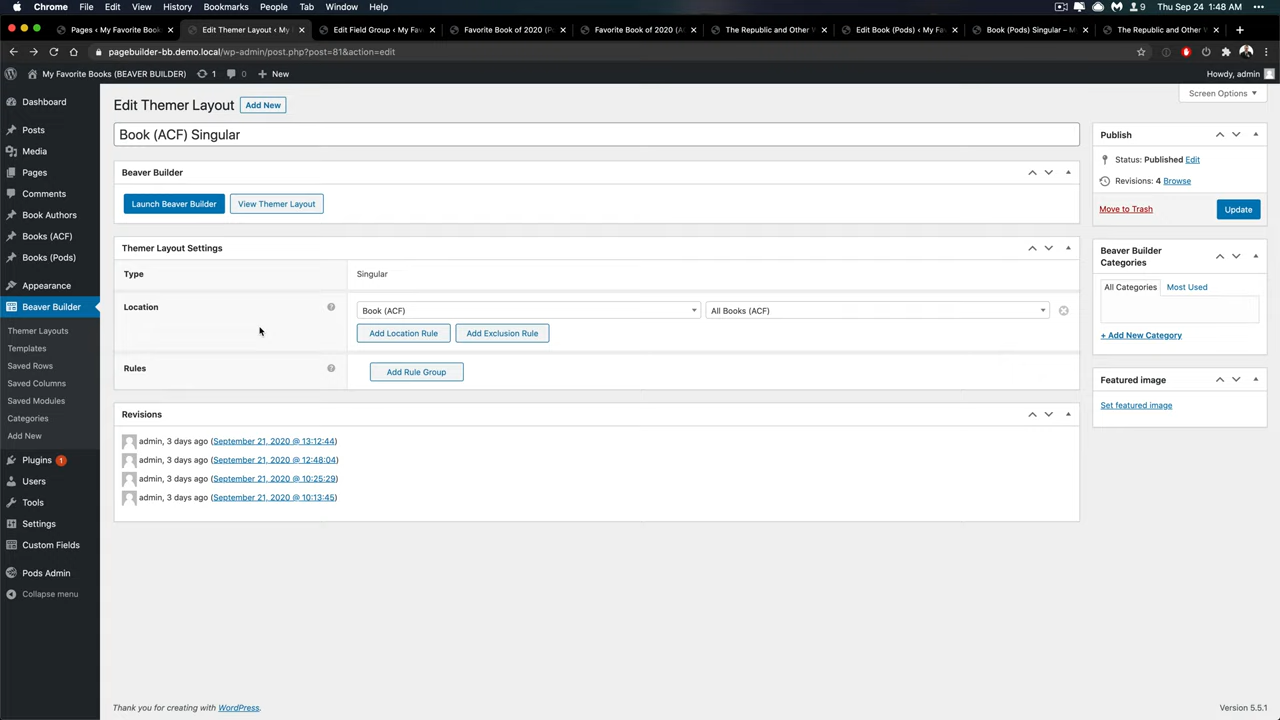 Chrome File Edit View History Bookmarks People Tab Window Help
9 Thu Sep 24 1:48 AM
Pages ‹ My Favorite Book
Edit Themer Layout ‹ My
Edit Field Group ‹ My Favo
Favorite Book of 2020 (Po
Favorite Book of 2020 (AC
The Republic and Other W
Edit Book (Pods) ‹ My Fav
Book (Pods) Singular – M
The Republic and Other W
pagebuilder-bb.demo.local/wp-admin/post.php?post=81&action=edit
My Favorite Books (BEAVER BUILDER) 1 0 New
Howdy, admin
Screen Options
Dashboard
Posts
Media
Pages
Comments
Book Authors
Books (ACF)
Books (Pods)
Appearance
Beaver Builder
Themer Layouts
Templates
Saved Rows
Saved Columns
Saved Modules
Categories
Add New
Plugins 1
Users
Tools
Settings
Custom Fields
Pods Admin
Collapse menu
Edit Themer Layout Add New
Book (ACF) Singular
Beaver Builder
Launch Beaver Builder View Themer Layout
Themer Layout Settings
Type Singular
Location ? Book (ACF) All Books (ACF)
Add Location Rule Add Exclusion Rule
Rules ? Add Rule Group
Revisions
admin, 3 days ago (September 21, 2020 @ 13:12:44)
admin, 3 days ago (September 21, 2020 @ 12:48:04)
admin, 3 days ago (September 21, 2020 @ 10:25:29)
admin, 3 days ago (September 21, 2020 @ 10:13:45)
Publish
Status: Published Edit
Revisions: 4 Browse
Move to Trash Update
Beaver Builder
Categories
All Categories Most Used
+ Add New Category
Featured image
Set featured image
Thank you for creating with WordPress.
Version 5.5.1